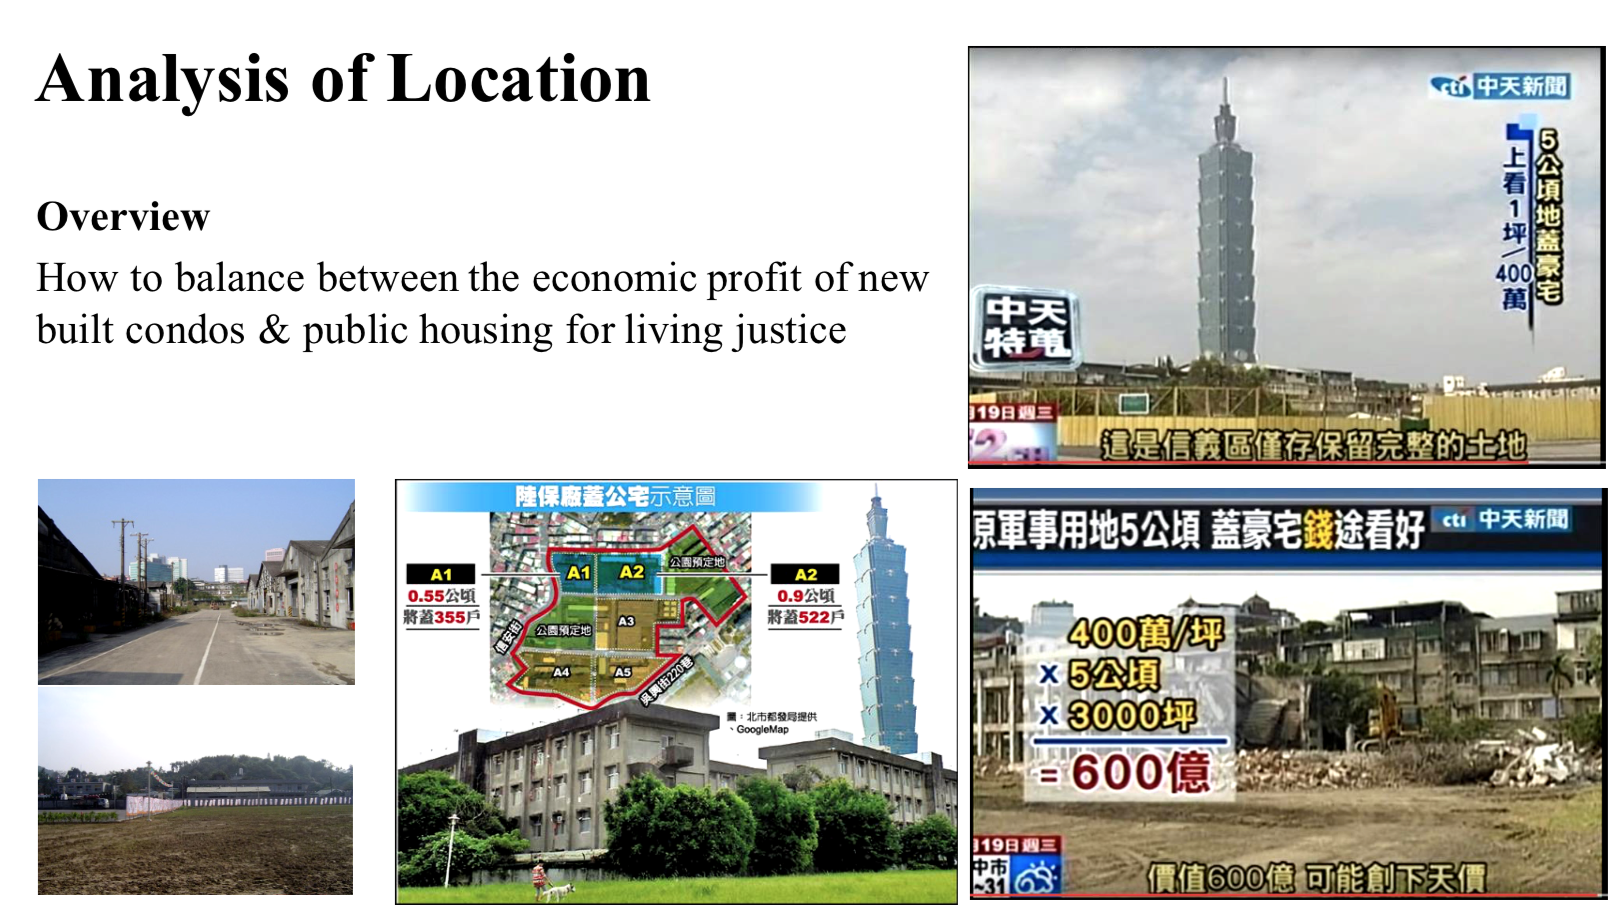 Analysis of Location
Overview
How to balance between the economic profit of new
built condos & public housing for living justice
cti 中天新聞
5公頃地蓋豪宅
上看1坪/400萬
中天
特蒐
月19日週三
這是信義區僅存保留完整的土地
陸保廠蓋公宅示意圖
A1
0.55公頃
將蓋355戶
A1
A2
公園預定地
A2
0.9公頃
將蓋522戶
公園預定地
A3
信安街
A4
A5
吳興街220巷
圖：北市都發局提供
、GoogleMap
原軍事用地5公頃 蓋豪宅錢途看好
cti 中天新聞
400萬/坪
x 5公頃
x 3000坪
= 600億
月19日週三
中市
~31
價值600億 可能創下天價